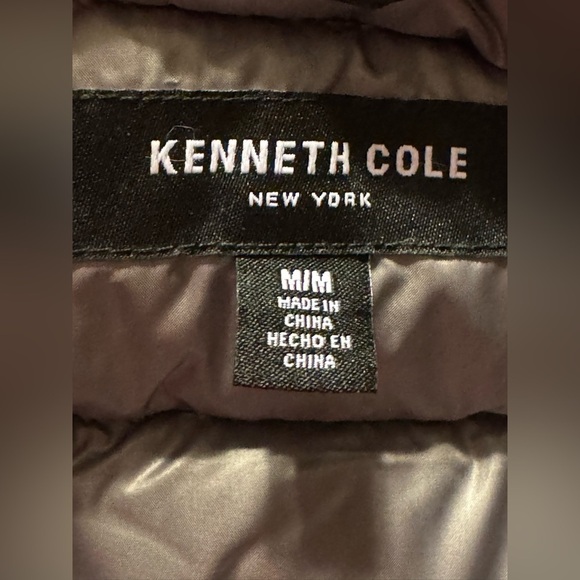 KENNETH COLE
NEW YORK
M/M
MADE IN
CHINA
HECHO EN
CHINA